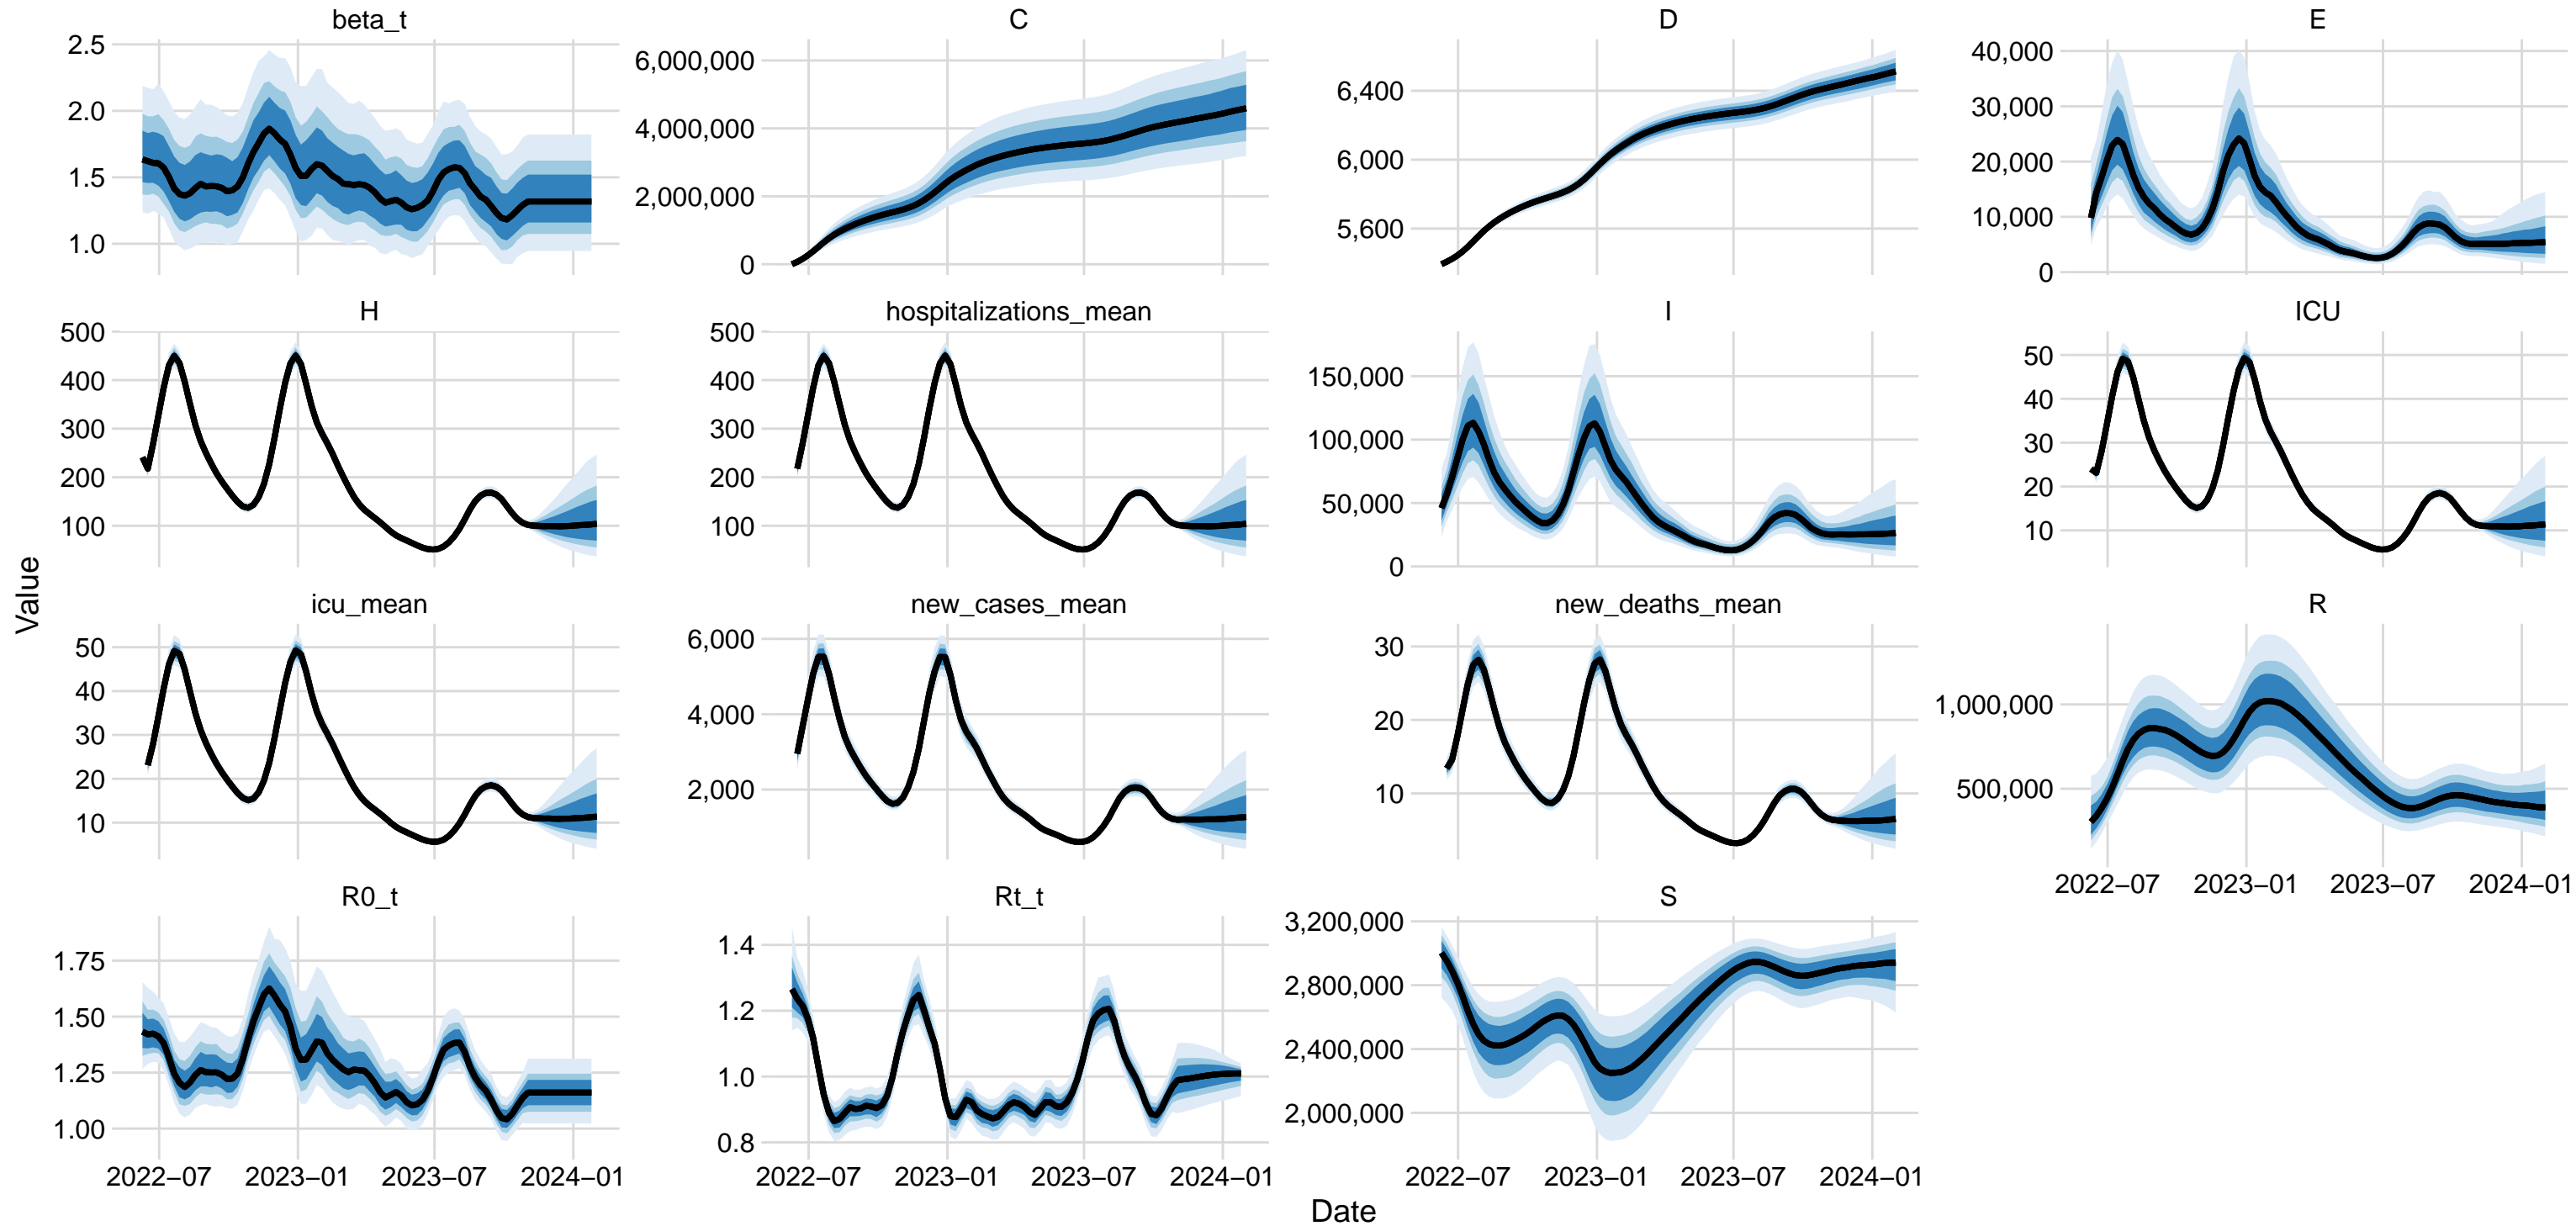 beta_t
2.5
2.0
1.5
1.0
C
6,000,000
4,000,000
2,000,000
0
D
6,400
6,000
5,600
E
40,000
30,000
20,000
10,000
0
H
500
400
300
200
100
hospitalizations_mean
500
400
300
200
100
I
150,000
100,000
50,000
0
ICU
50
40
30
20
10
icu_mean
50
40
30
20
10
new_cases_mean
6,000
4,000
2,000
new_deaths_mean
30
20
10
R
1,000,000
500,000
2022−07 2023−01 2023−07 2024−01
R0_t
1.75
1.50
1.25
1.00
2022−07 2023−01 2023−07 2024−01
Rt_t
1.4
1.2
1.0
0.8
2022−07 2023−01 2023−07 2024−01
S
3,200,000
2,800,000
2,400,000
2,000,000
2022−07 2023−01 2023−07 2024−01
Value
Date